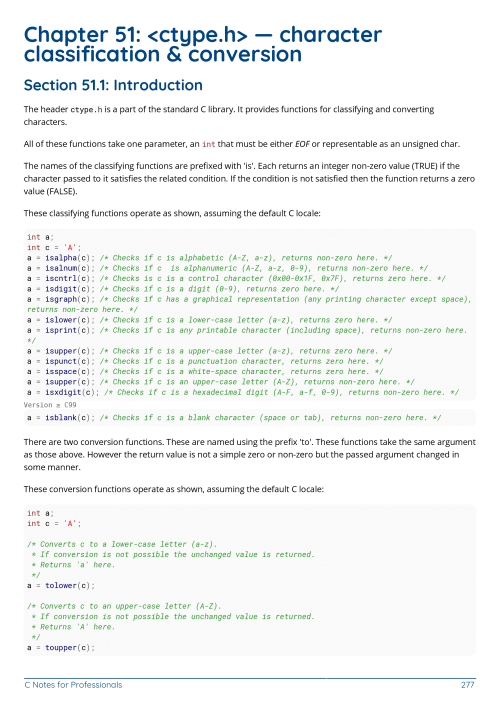 Chapter 51: <ctype.h> — character
classification & conversion
Section 51.1: Introduction
The header ctype.h is a part of the standard C library. It provides functions for classifying and converting
characters.
All of these functions take one parameter, an int that must be either EOF or representable as an unsigned char.
The names of the classifying functions are prefixed with 'is'. Each returns an integer non-zero value (TRUE) if the
character passed to it satisfies the related condition. If the condition is not satisfied then the function returns a zero
value (FALSE).
These classifying functions operate as shown, assuming the default C locale:
int a;
int c = 'A';
a = isalpha(c); /* Checks if c is alphabetic (A-Z, a-z), returns non-zero here. */
a = isalnum(c); /* Checks if c  is alphanumeric (A-Z, a-z, 0-9), returns non-zero here. */
a = iscntrl(c); /* Checks is c is a control character (0x00-0x1F, 0x7F), returns zero here. */
a = isdigit(c); /* Checks if c is a digit (0-9), returns zero here. */
a = isgraph(c); /* Checks if c has a graphical representation (any printing character except space),
returns non-zero here. */
a = islower(c); /* Checks if c is a lower-case letter (a-z), returns zero here. */
a = isprint(c); /* Checks if c is any printable character (including space), returns non-zero here.
*/
a = isupper(c); /* Checks if c is a upper-case letter (a-z), returns zero here. */
a = ispunct(c); /* Checks if c is a punctuation character, returns zero here. */
a = isspace(c); /* Checks if c is a white-space character, returns zero here. */
a = isupper(c); /* Checks if c is an upper-case letter (A-Z), returns non-zero here. */
a = isxdigit(c); /* Checks if c is a hexadecimal digit (A-F, a-f, 0-9), returns non-zero here. */
Version ≥ C99
a = isblank(c); /* Checks if c is a blank character (space or tab), returns non-zero here. */
There are two conversion functions. These are named using the prefix 'to'. These functions take the same argument
as those above. However the return value is not a simple zero or non-zero but the passed argument changed in
some manner.
These conversion functions operate as shown, assuming the default C locale:
int a;
int c = 'A';
/* Converts c to a lower-case letter (a-z).
* If conversion is not possible the unchanged value is returned.
* Returns 'a' here.
*/
a = tolower(c);
/* Converts c to an upper-case letter (A-Z).
* If conversion is not possible the unchanged value is returned.
* Returns 'A' here.
*/
a = toupper(c);
C Notes for Professionals
277